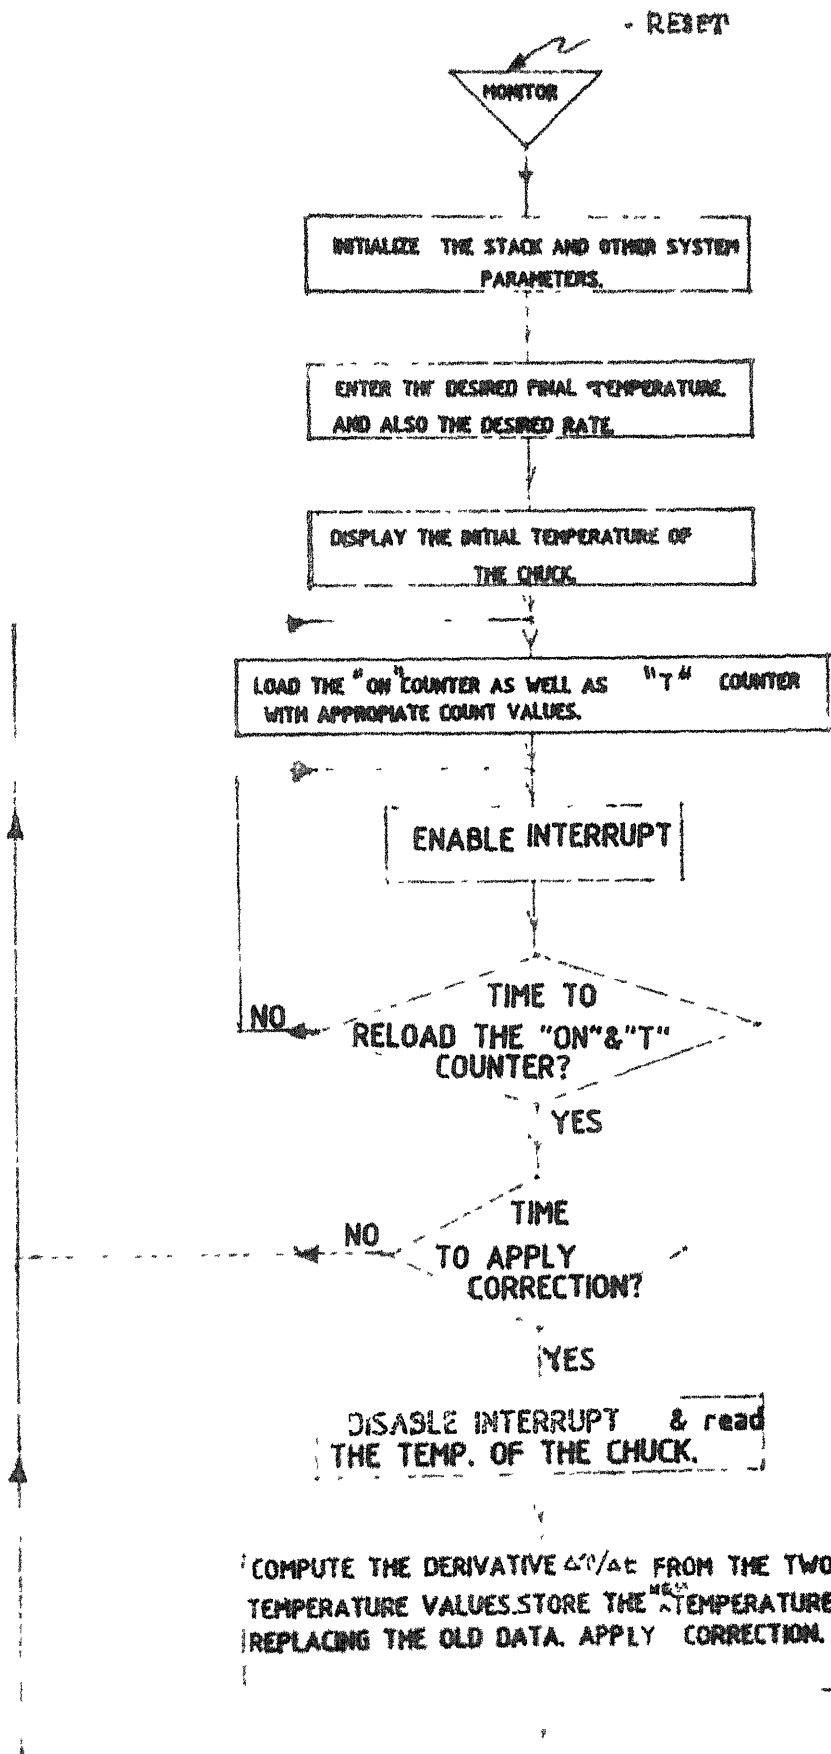 - RESET
MONITOR
INITIALIZE THE STACK AND OTHER SYSTEM
PARAMETERS.
ENTER THE DESIRED FINAL TEMPERATURE.
AND ALSO THE DESIRED RATE.
DISPLAY THE INITIAL TEMPERATURE OF
THE CHUCK.
LOAD THE "ON" COUNTER AS WELL AS "T" COUNTER
WITH APPROPIATE COUNT VALUES.
ENABLE INTERRUPT
TIME TO
NO
RELOAD THE "ON"&"T"
COUNTER?
YES
TIME
NO
TO APPLY
CORRECTION?
YES
DISABLE INTERRUPT & read
THE TEMP. OF THE CHUCK.
COMPUTE THE DERIVATIVE ΔT/Δt FROM THE TWO
TEMPERATURE VALUES.STORE THE "NEW" TEMPERATURE
REPLACING THE OLD DATA. APPLY CORRECTION.